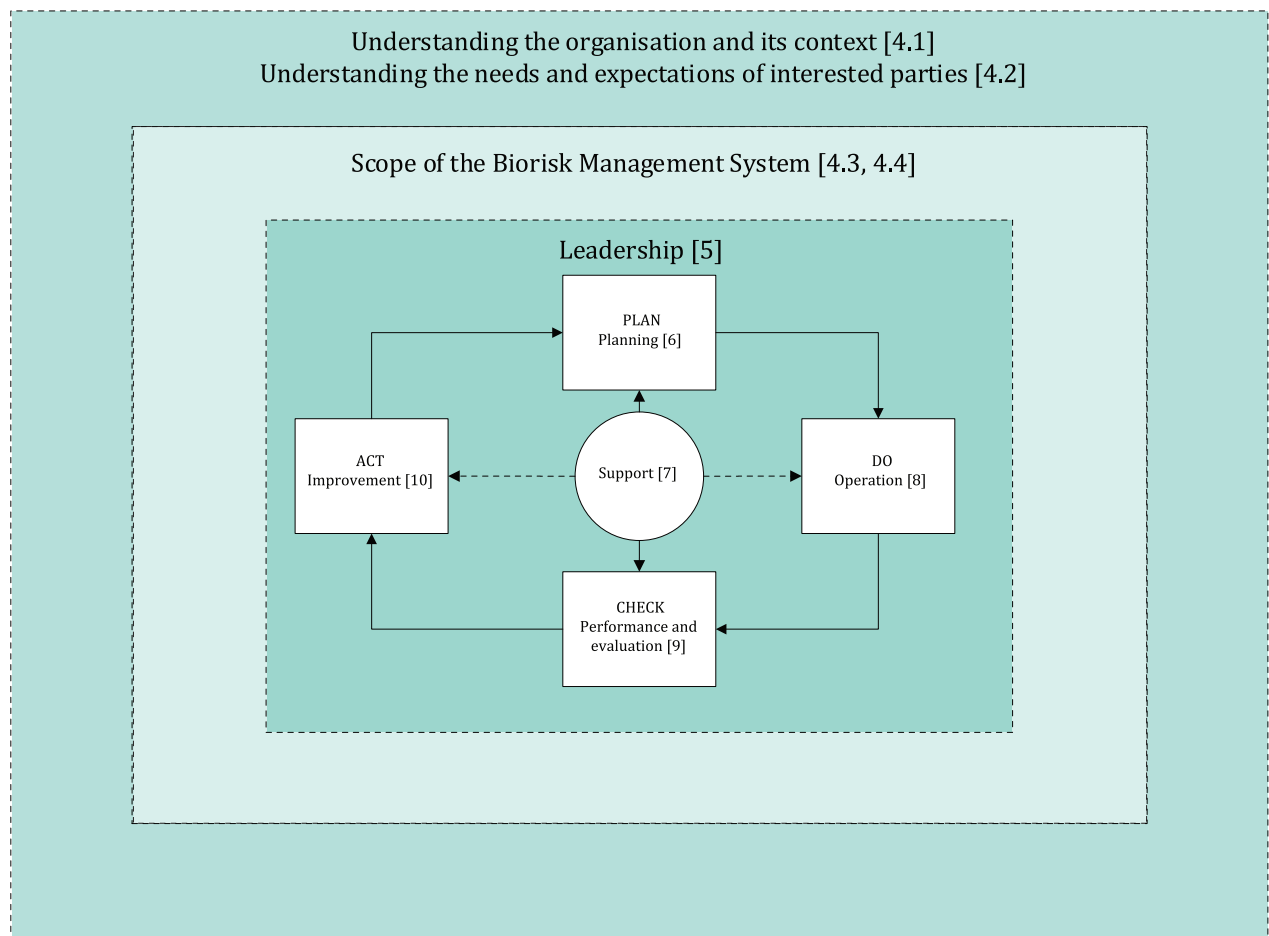 Understanding the organisation and its context [4.1]
Understanding the needs and expectations of interested parties [4.2]
Scope of the Biorisk Management System [4.3, 4.4]
Leadership [5]
PLAN
Planning [6]
ACT
Improvement [10]
Support [7]
DO
Operation [8]
CHECK
Performance and
evaluation [9]